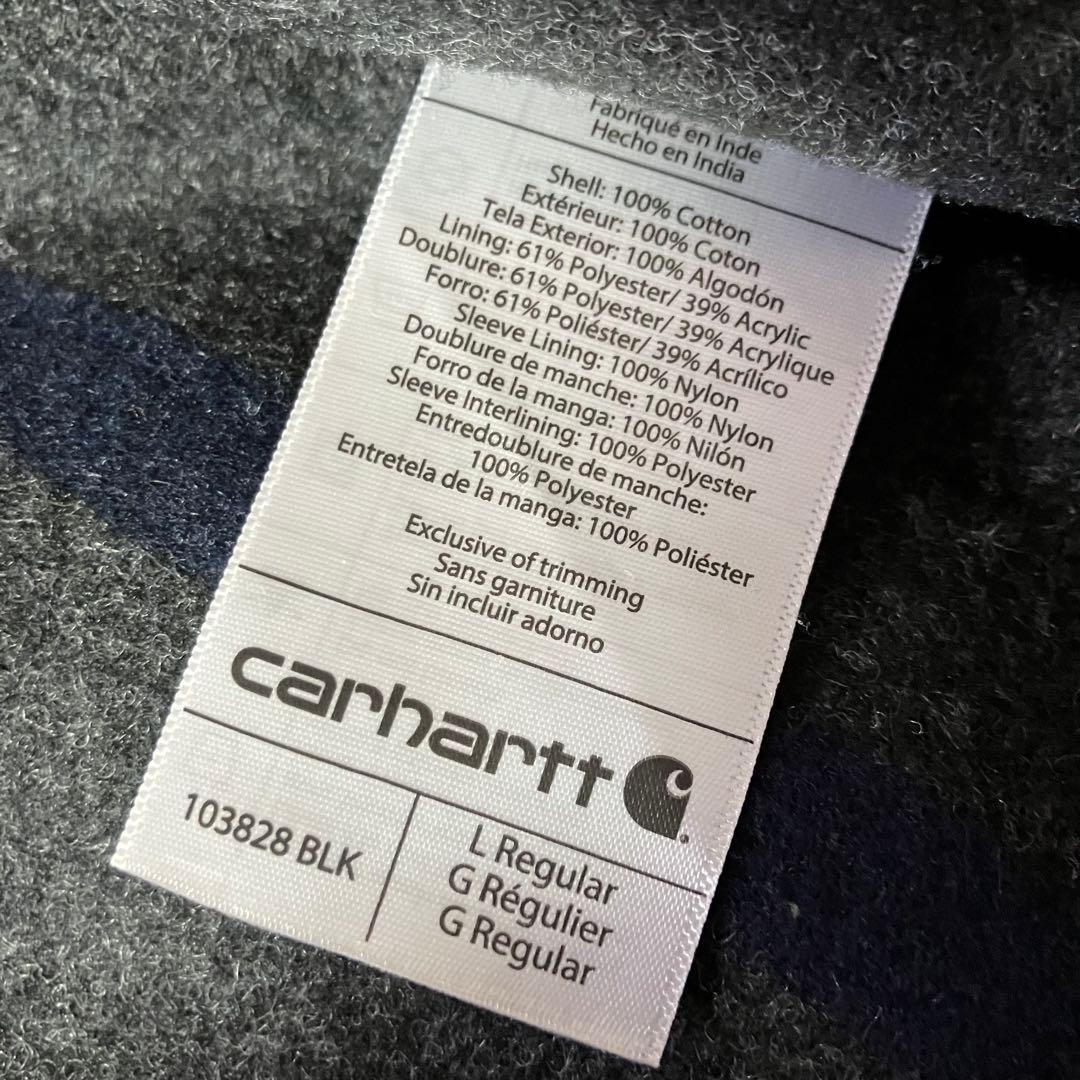 Fabriqué en Inde
Hecho en India
Shell: 100% Cotton
Extérieur: 100% Coton
Tela Exterior: 100% Algodón
Lining: 61% Polyester/ 39% Acrylic
Doublure: 61% Polyester/ 39% Acrylique
Forro: 61% Poliéster/ 39% Acrílico
Sleeve Lining: 100% Nylon
Doublure de manche: 100% Nylon
Forro de la manga: 100% Nilón
Sleeve Interlining: 100% Polyester
Entredoublure de manche:
100% Polyester
Entretela de la manga: 100% Poliéster
Exclusive of trimming
Sans garniture
Sin incluir adorno
carhartt
103828 BLK
L Regular
G Régulier
G Regular